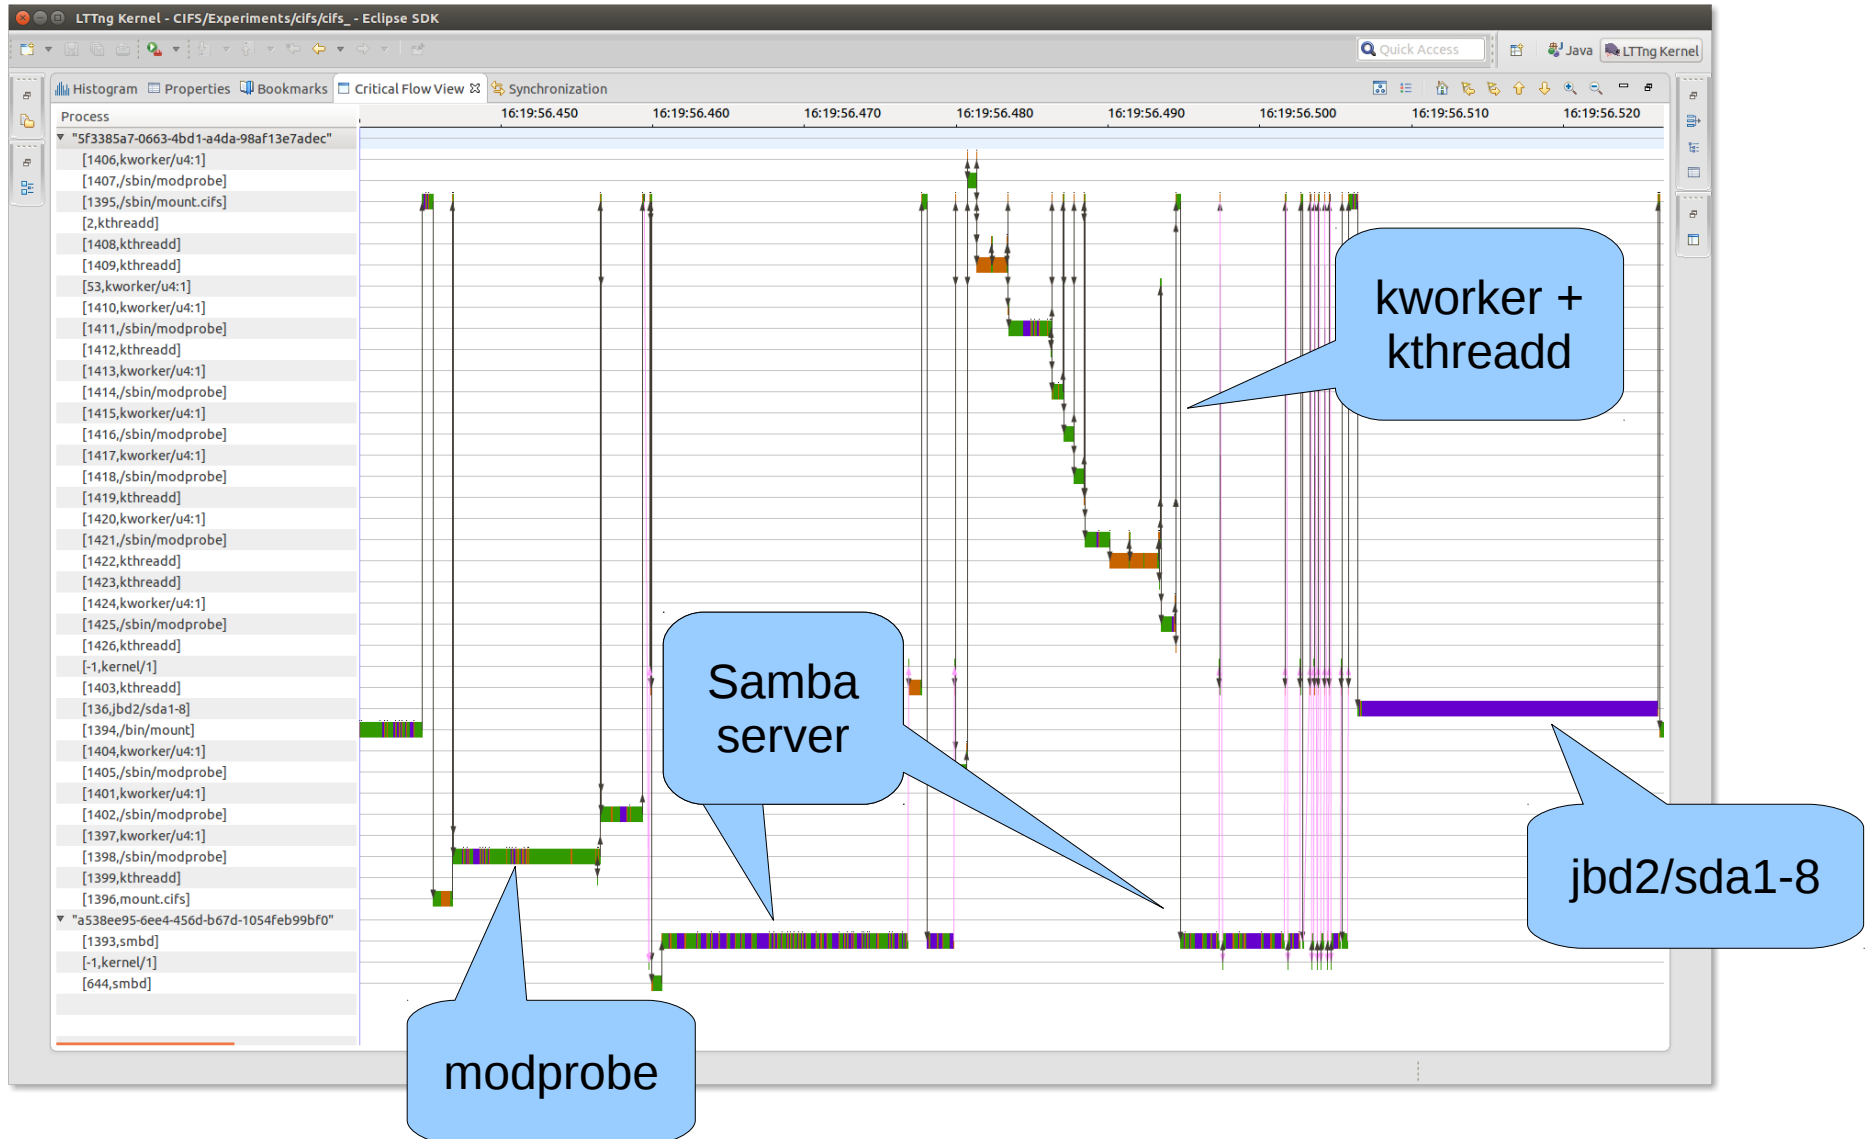 LTTng Kernel - CIFS/Experiments/cifs/cifs_ - Eclipse SDK
Quick Access
Java
LTTng Kernel
Histogram Properties Bookmarks Critical Flow View Synchronization
Process
16:19:56.450 16:19:56.460 16:19:56.470 16:19:56.480 16:19:56.490 16:19:56.500 16:19:56.510 16:19:56.520
"5f3385a7-0663-4bd1-a4da-98af13e7adec"
[1406,kworker/u4:1]
[1407,/sbin/modprobe]
[1395,/sbin/mount.cifs]
[2,kthreadd]
[1408,kthreadd]
[1409,kthreadd]
[53,kworker/u4:1]
[1410,kworker/u4:1]
[1411,/sbin/modprobe]
[1412,kthreadd]
[1413,kworker/u4:1]
[1414,/sbin/modprobe]
[1415,kworker/u4:1]
[1416,/sbin/modprobe]
[1417,kworker/u4:1]
[1418,/sbin/modprobe]
[1419,kthreadd]
[1420,kworker/u4:1]
[1421,/sbin/modprobe]
[1422,kthreadd]
[1423,kthreadd]
[1424,kworker/u4:1]
[1425,/sbin/modprobe]
[1426,kthreadd]
[-1,kernel/1]
[1403,kthreadd]
[136,jbd2/sda1-8]
[1394,/bin/mount]
[1404,kworker/u4:1]
[1405,/sbin/modprobe]
[1401,kworker/u4:1]
[1402,/sbin/modprobe]
[1397,kworker/u4:1]
[1398,/sbin/modprobe]
[1399,kthreadd]
[1396,mount.cifs]
"a538ee95-6ee4-456d-b67d-1054feb99bf0"
[1393,smbd]
[-1,kernel/1]
[644,smbd]
kworker +
kthreadd
Samba
server
jbd2/sda1-8
modprobe